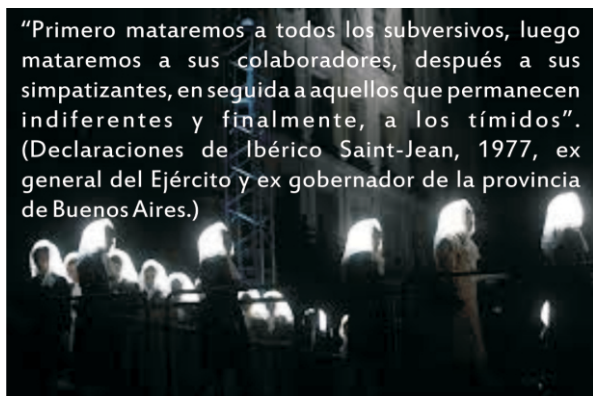 “Primero mataremos a todos los subversivos, luego
mataremos a sus colaboradores, después a sus
simpatizantes, en seguida a aquellos que permanecen
indiferentes y finalmente, a los tímidos”.
(Declaraciones de Ibérico Saint-Jean, 1977, ex
general del Ejército y ex gobernador de la provincia
de Buenos Aires.)